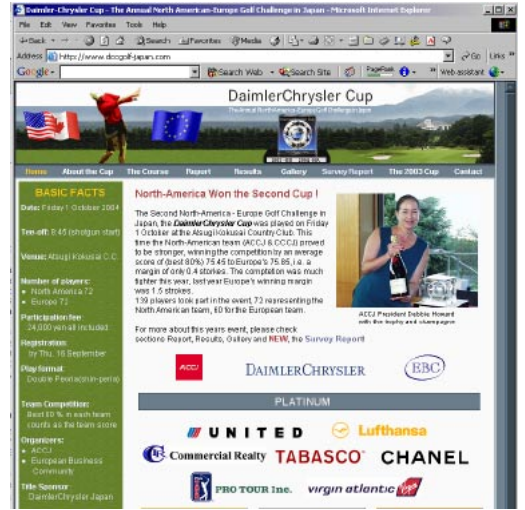 Daimler-Chrysler Cup - The Annual North American-Europe Golf Challenge in Japan - Microsoft Internet Explorer
File Edit View Favorites Tools Help
Back Search Favorites Media
Address http://www.dccgolf-japan.com Go Links
Google Search Web Search Site PageRank Web assistant
DaimlerChrysler Cup
The Annual North America-Europe Golf Challenge in Japan
Home About the Cup The Course Report Results Gallery Survey Report The 2003 Cup Contact
BASIC FACTS
Date: Friday 1 October 2004
Tee-off: 8:45 (shotgun start)
Venue: Atsugi Kokusai C.C.
Number of players:
North America 72
Europe 72
Participation fee
24,000 yen all included
Registration:
by Thu, 16 September
Play format:
Double Peoria
Team Competition:
Best 80 % in each team
counts as the team score
Organizers:
ACCJ
European Business
Community
Title Sponsor:
DaimlerChrysler Japan
North-America Won the Second Cup !
The Second North-America - Europe Golf Challenge in
Japan, the DaimlerChrysler Cup was played on Friday
1 October at the Atsugi Kokusai Country Club. This
time the North-American team (ACCJ & CCCJ) proved
to be stronger, winning the competition by an average
score of (best 80%) 75.45 to Europe's 75.85, i.e. a
margin of only 0.4 strokes. The competition was much
tighter this year, last year Europe's winning margin
was 1.5 strokes.
139 players took part in the event, 72 representing the
North American team, 60 for the European team.
For more about this years event, please check
sections Report, Results, Gallery and NEW, the Survey Report!
ACCJ President Debbie Howard
with the trophy and champagne
ACCJ
DAIMLERCHRYSLER
EBC
PLATINUM
UNITED
Lufthansa
Commercial Realty
TABASCO
CHANEL
PRO TOUR Inc.
virgin atlantic